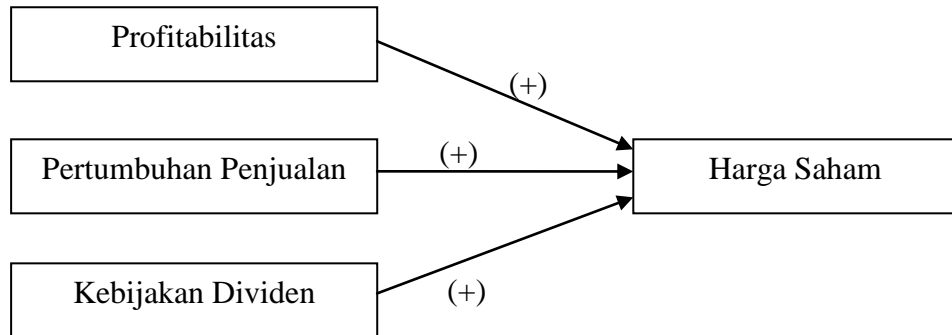 Profitabilitas
(+)
Pertumbuhan Penjualan
(+)
Harga Saham
Kebijakan Dividen
(+)